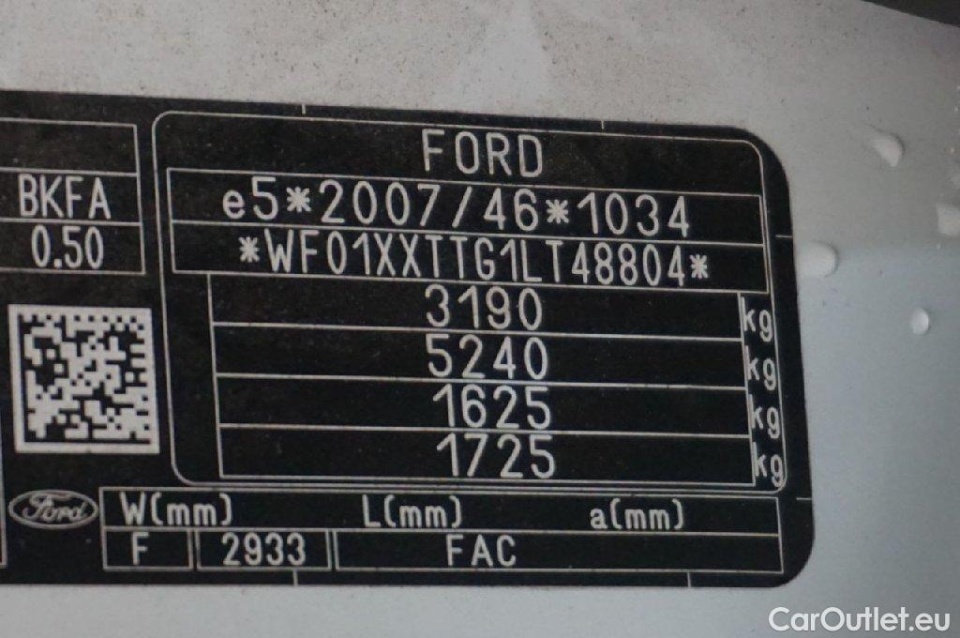 FORD
BKFA
e5*2007/46*1034
0.50
*WF01XXTTG1LT48804*
3190 kg
5240 kg
1625 kg
1725 kg
Ford
W(mm) L(mm) a(mm)
F 2933 FAC
CarOutlet.eu